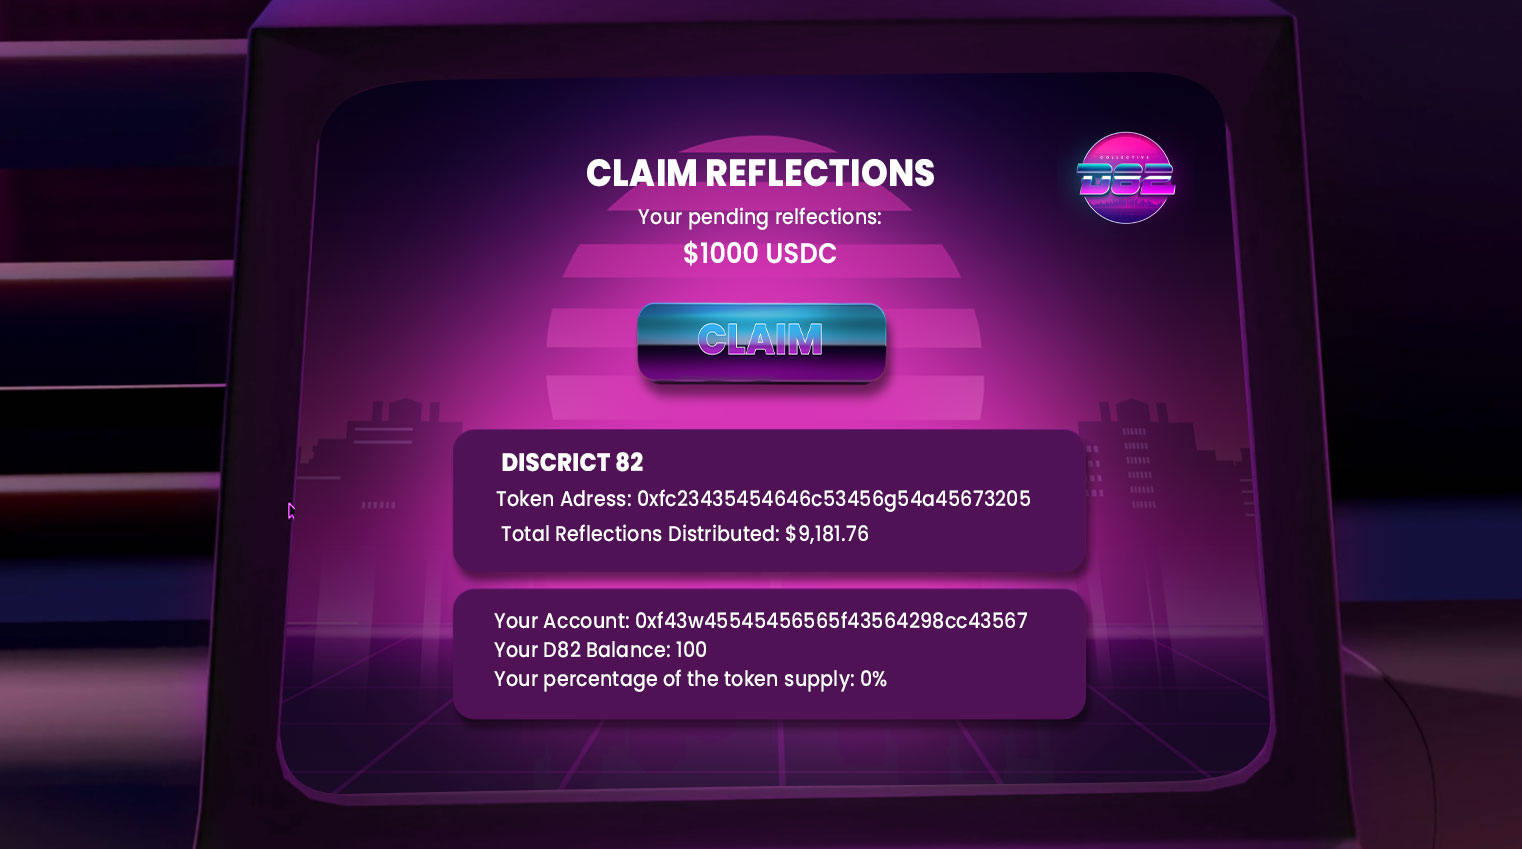 CLAIM REFLECTIONS
COLLECTIVE
D82
Your pending relfections:
$1000 USDC
CLAIM
DISCRICT 82
Token Adress: 0xfc23435454646c53456g54a45673205
Total Reflections Distributed: $9,181.76
Your Account: 0xf43w45545456565f43564298cc43567
Your D82 Balance: 100
Your percentage of the token supply: 0%